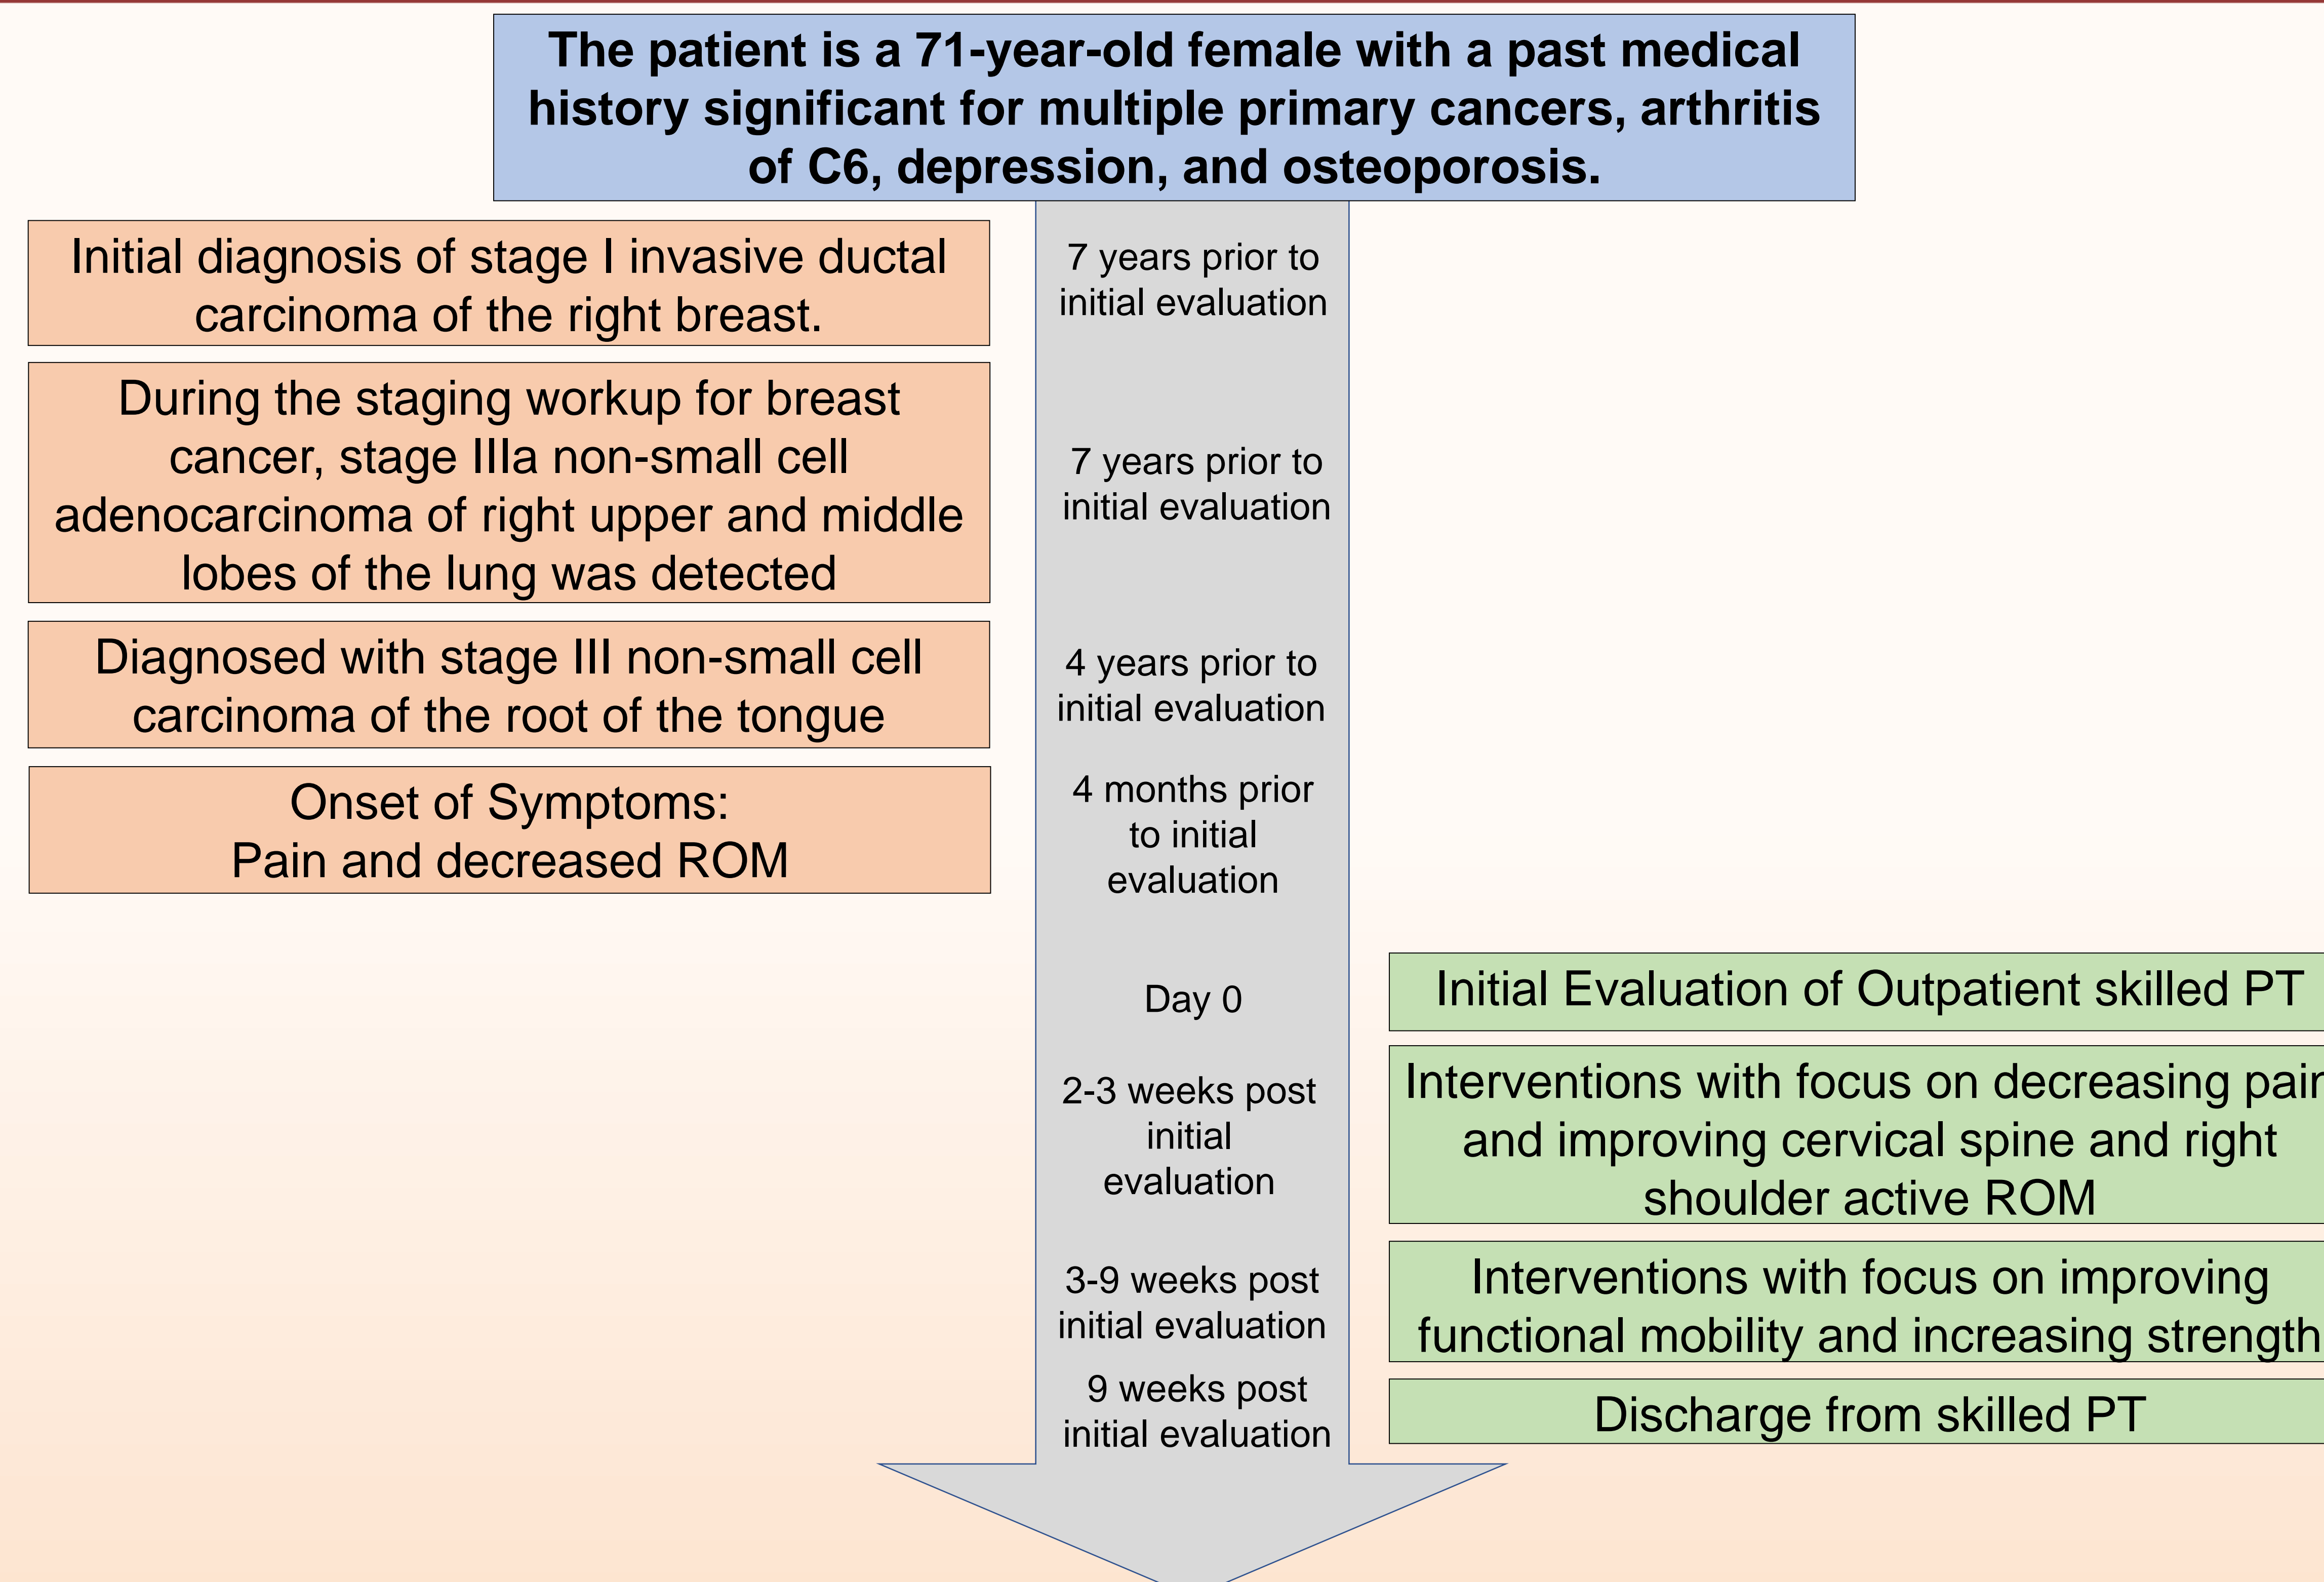 The patient is a 71-year-old female with a past medical
history significant for multiple primary cancers, arthritis
of C6, depression, and osteoporosis.
Initial diagnosis of stage I invasive ductal
carcinoma of the right breast.
7 years prior to
initial evaluation
During the staging workup for breast
cancer, stage IIIa non-small cell
adenocarcinoma of right upper and middle
lobes of the lung was detected
7 years prior to
initial evaluation
Diagnosed with stage III non-small cell
carcinoma of the root of the tongue
4 years prior to
initial evaluation
Onset of Symptoms:
Pain and decreased ROM
4 months prior
to initial
evaluation
Day 0
Initial Evaluation of Outpatient skilled PT
2-3 weeks post
initial
evaluation
Interventions with focus on decreasing pain
and improving cervical spine and right
shoulder active ROM
3-9 weeks post
initial evaluation
Interventions with focus on improving
functional mobility and increasing strength
9 weeks post
initial evaluation
Discharge from skilled PT